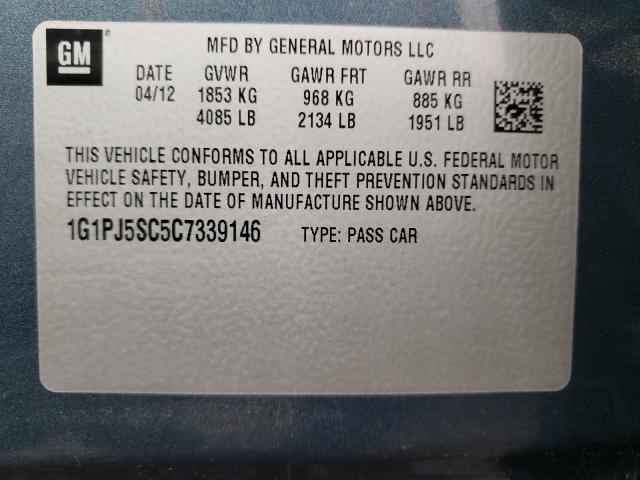 GM
MFD BY GENERAL MOTORS LLC
DATE GVWR GAWR FRT GAWR RR
04/12 1853 KG 968 KG 885 KG
4085 LB 2134 LB 1951 LB
THIS VEHICLE CONFORMS TO ALL APPLICABLE U.S. FEDERAL MOTOR
VEHICLE SAFETY, BUMPER, AND THEFT PREVENTION STANDARDS IN
EFFECT ON THE DATE OF MANUFACTURE SHOWN ABOVE.
1G1PJ5SC5C7339146 TYPE: PASS CAR